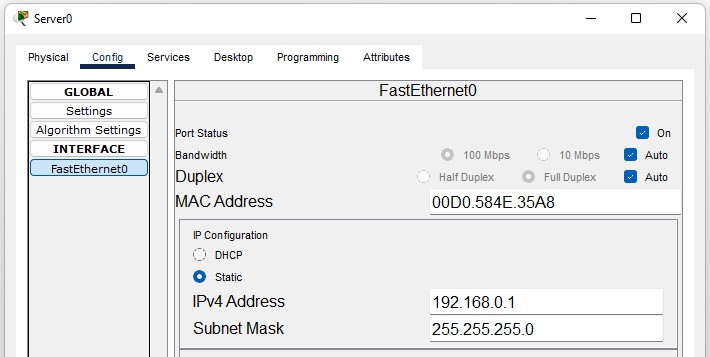 Server0
Physical Config Services Desktop Programming Attributes
GLOBAL
Settings
Algorithm Settings
INTERFACE
FastEthernet0
FastEthernet0
Port Status On
Bandwidth 100 Mbps 10 Mbps Auto
Duplex Half Duplex Full Duplex Auto
MAC Address 00D0.584E.35A8
IP Configuration
DHCP
Static
IPv4 Address 192.168.0.1
Subnet Mask 255.255.255.0